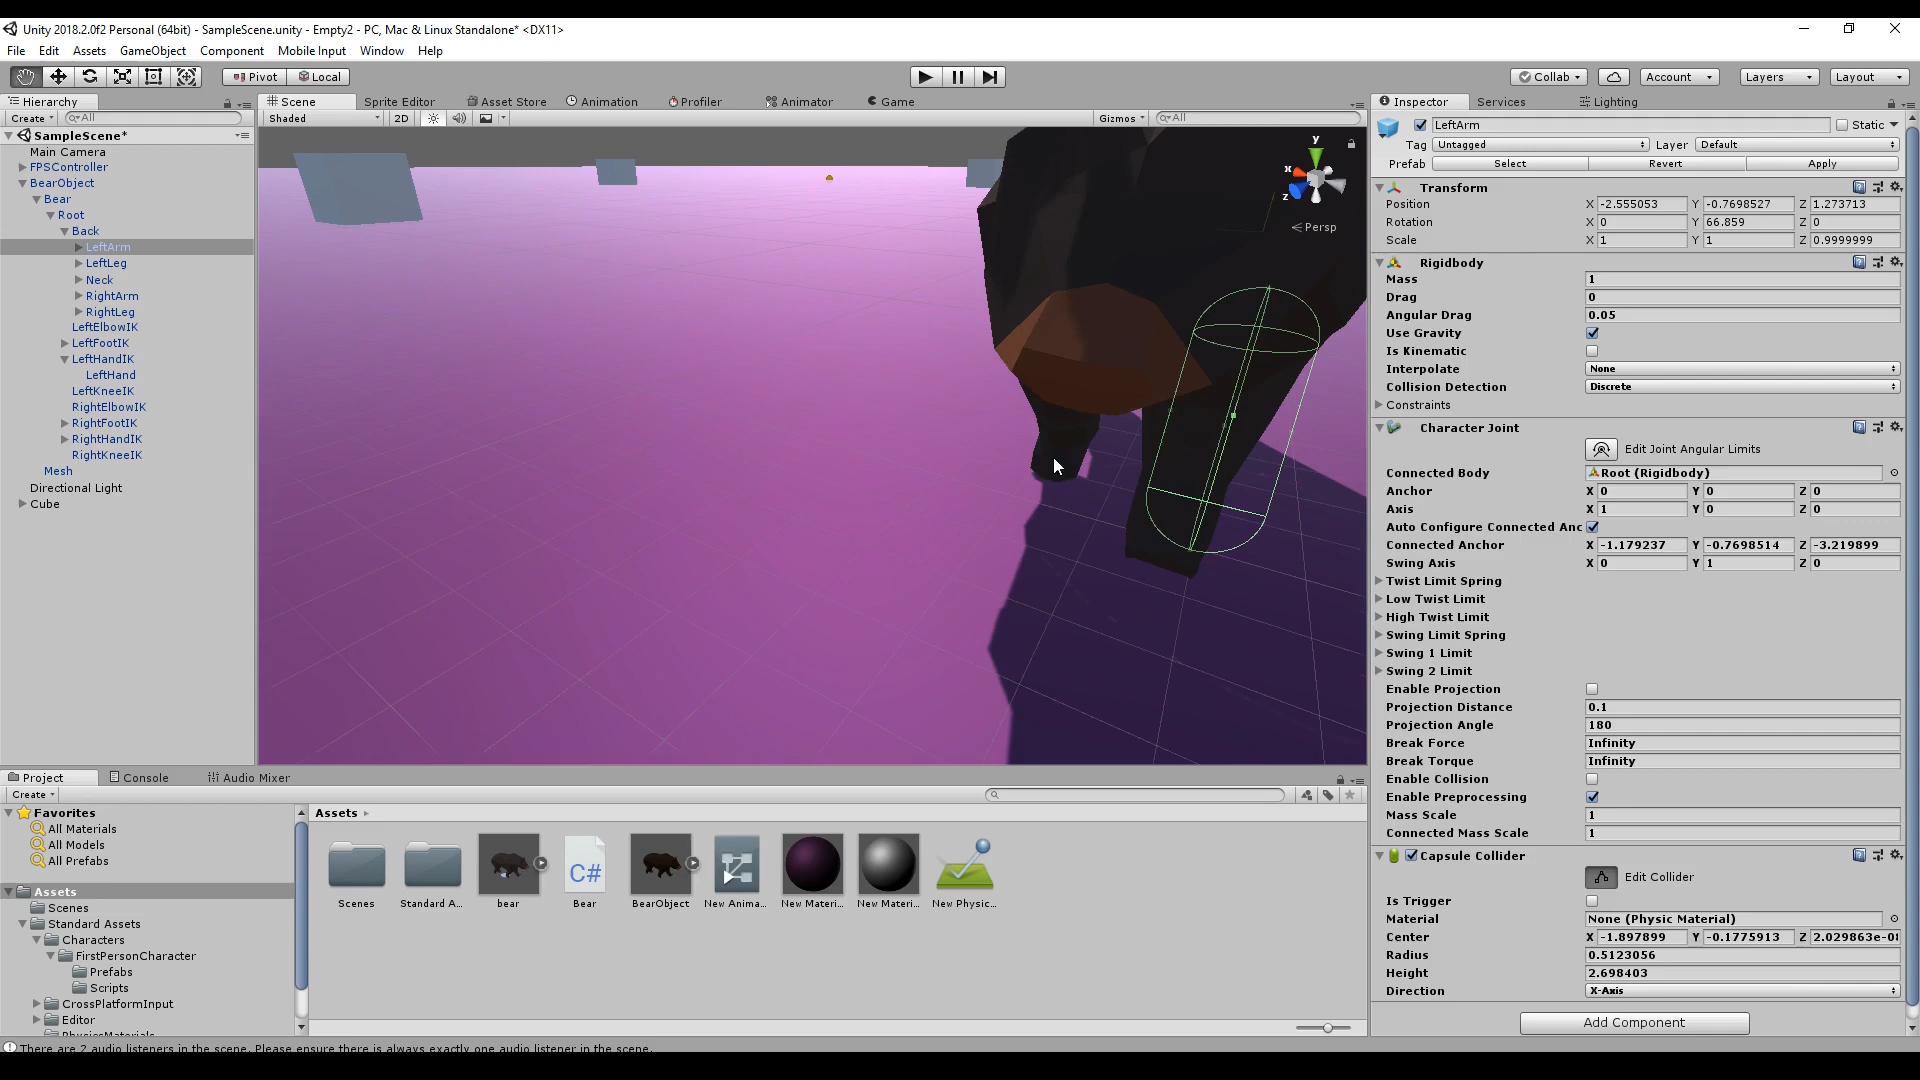 Unity 2018.2.0f2 Personal (64bit) - SampleScene.unity - Empty2 - PC, Mac & Linux Standalone* <DX11>
File Edit Assets GameObject Component Mobile Input Window Help
Pivot Local Collab Account Layers Layout
Hierarchy Scene Sprite Editor Asset Store Animation Profiler Animator Game Inspector Services Lighting
Create All Shaded 2D Gizmos All
SampleScene*
Main Camera
FPSController
BearObject
Bear
Root
Back
LeftArm
LeftLeg
Neck
RightArm
RightLeg
LeftElbowIK
LeftFootIK
LeftHandIK
LeftHand
LeftKneeIK
RightElbowIK
RightFootIK
RightHandIK
RightKneeIK
Mesh
Directional Light
Cube
y
x
z
Persp
LeftArm Static
Tag Untagged Layer Default
Prefab Select Revert Apply
Transform
Position X -2.555053 Y -0.7698527 Z 1.273713
Rotation X 0 Y 66.859 Z 0
Scale X 1 Y 1 Z 0.9999999
Rigidbody
Mass 1
Drag 0
Angular Drag 0.05
Use Gravity
Is Kinematic
Interpolate None
Collision Detection Discrete
Constraints
Character Joint
Edit Joint Angular Limits
Connected Body Root (Rigidbody)
Anchor X 0 Y 0 Z 0
Axis X 1 Y 0 Z 0
Auto Configure Connected Anc
Connected Anchor X -1.179237 Y -0.7698514 Z -3.219899
Swing Axis X 0 Y 1 Z 0
Twist Limit Spring
Low Twist Limit
High Twist Limit
Swing Limit Spring
Swing 1 Limit
Swing 2 Limit
Enable Projection
Projection Distance 0.1
Projection Angle 180
Break Force Infinity
Break Torque Infinity
Enable Collision
Enable Preprocessing
Mass Scale 1
Connected Mass Scale 1
Capsule Collider
Edit Collider
Is Trigger
Material None (Physic Material)
Center X -1.897899 Y -0.1775913 Z 2.029863e-0
Radius 0.5123056
Height 2.698403
Direction X-Axis
Add Component
Project Console Audio Mixer
Create
Favorites
All Materials
All Models
All Prefabs
Assets
Scenes
Standard Assets
Characters
FirstPersonCharacter
Prefabs
Scripts
CrossPlatformInput
Editor
PhysicsMaterials
Assets
C#
Scenes Standard A... bear Bear BearObject New Anima... New Materi... New Materi... New Physic...
There are 2 audio listeners in the scene. Please ensure there is always exactly one audio listener in the scene.